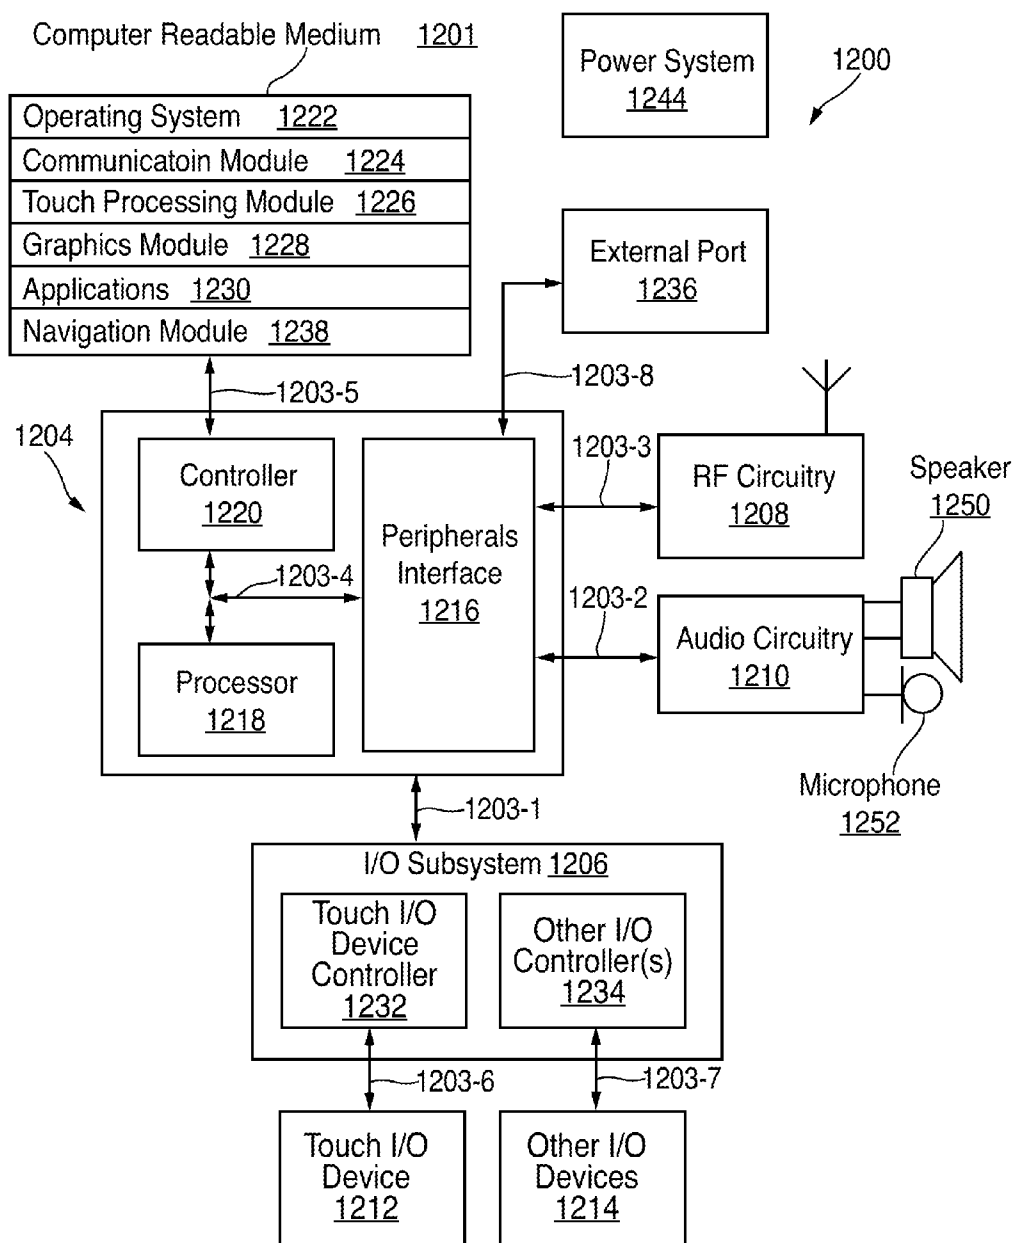 Computer Readable Medium 1201
Operating System 1222
Communicatoin Module 1224
Touch Processing Module 1226
Graphics Module 1228
Applications 1230
Navigation Module 1238
Power System
1244
1200
External Port
1236
1203-8
1203-5
1204
Controller
1220
1203-4
Processor
1218
Peripherals
Interface
1216
1203-3
RF Circuitry
1208
Speaker
1250
1203-2
Audio Circuitry
1210
Microphone
1252
1203-1
I/O Subsystem 1206
Touch I/O
Device
Controller
1232
Other I/O
Controller(s)
1234
1203-6
1203-7
Touch I/O
Device
1212
Other I/O
Devices
1214